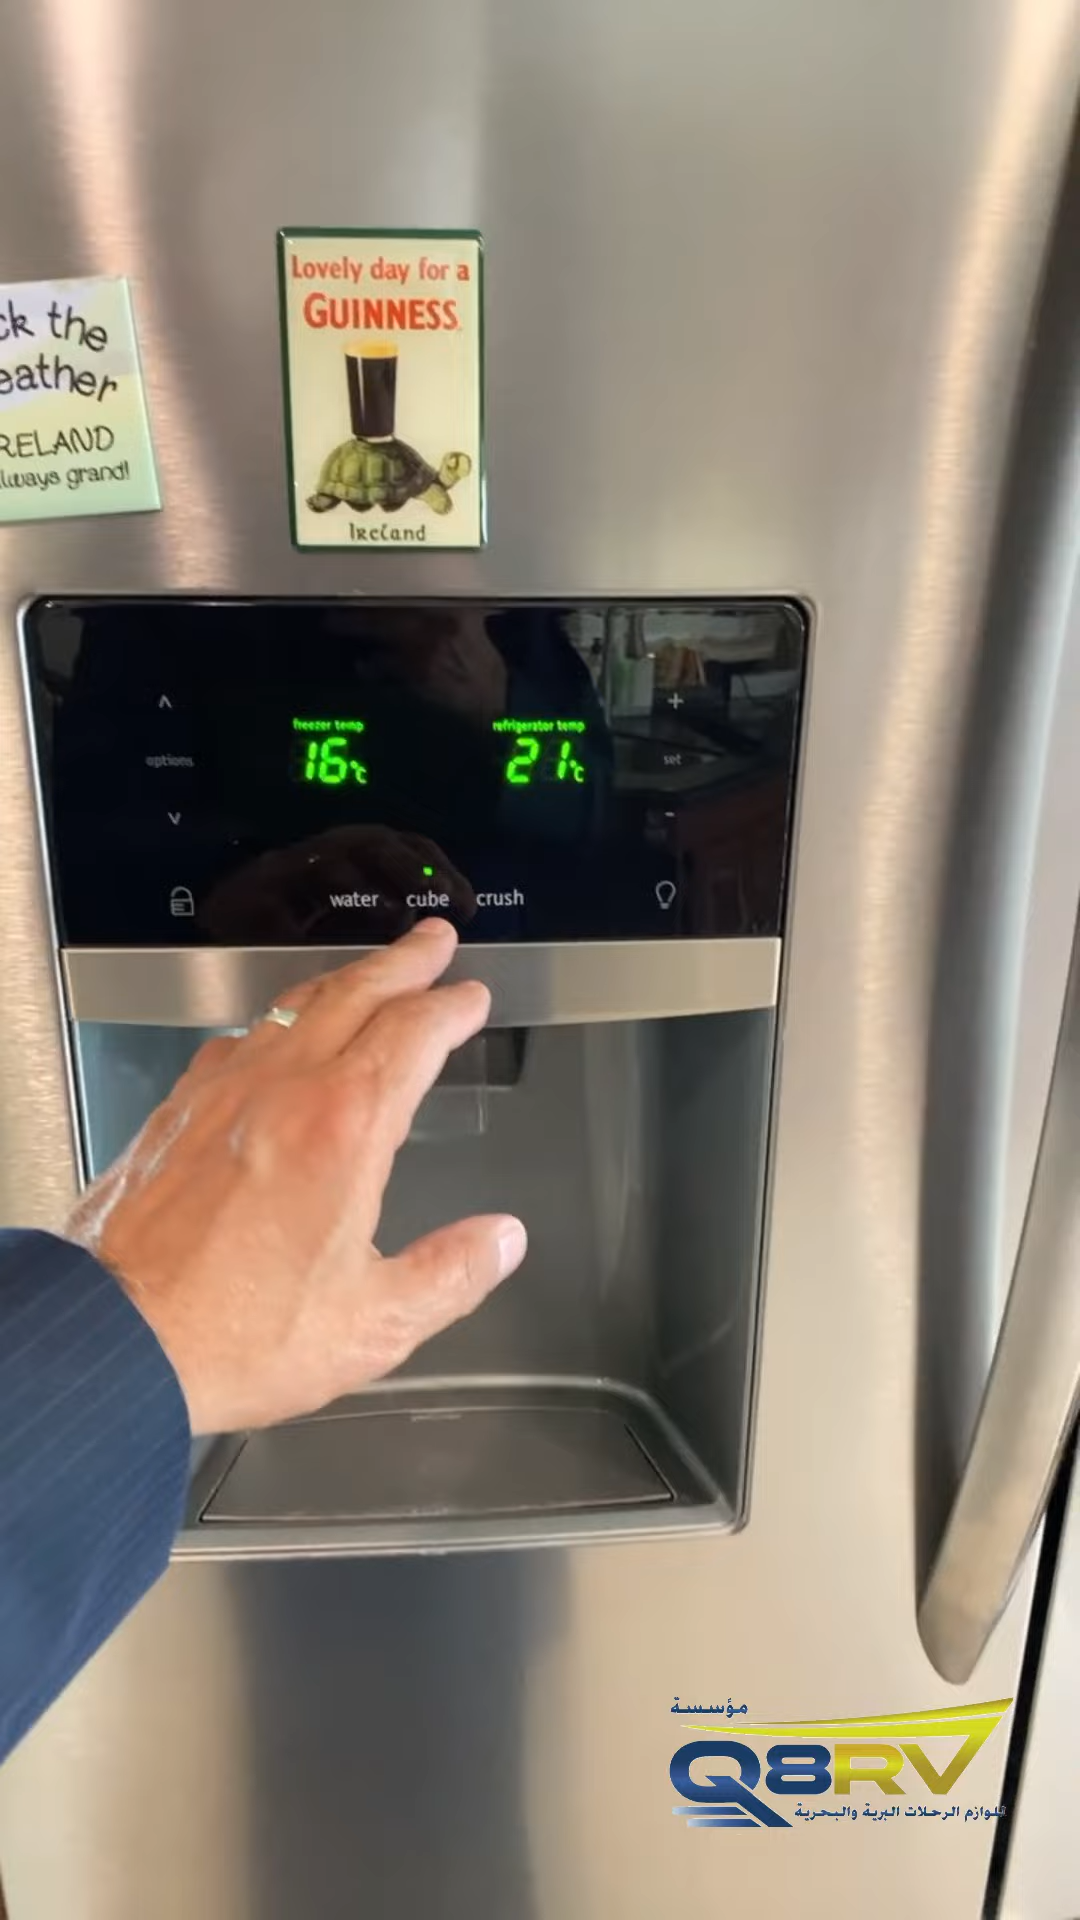 Lovely day for a
GUINNESS
Ireland
ck the
eather
RELAND
lways grand!
freezer temp
16°C
refrigerator temp
21°C
options
set
water cube crush
مؤسسة
Q8RV
للوازم الرحلات البرية والبحرية